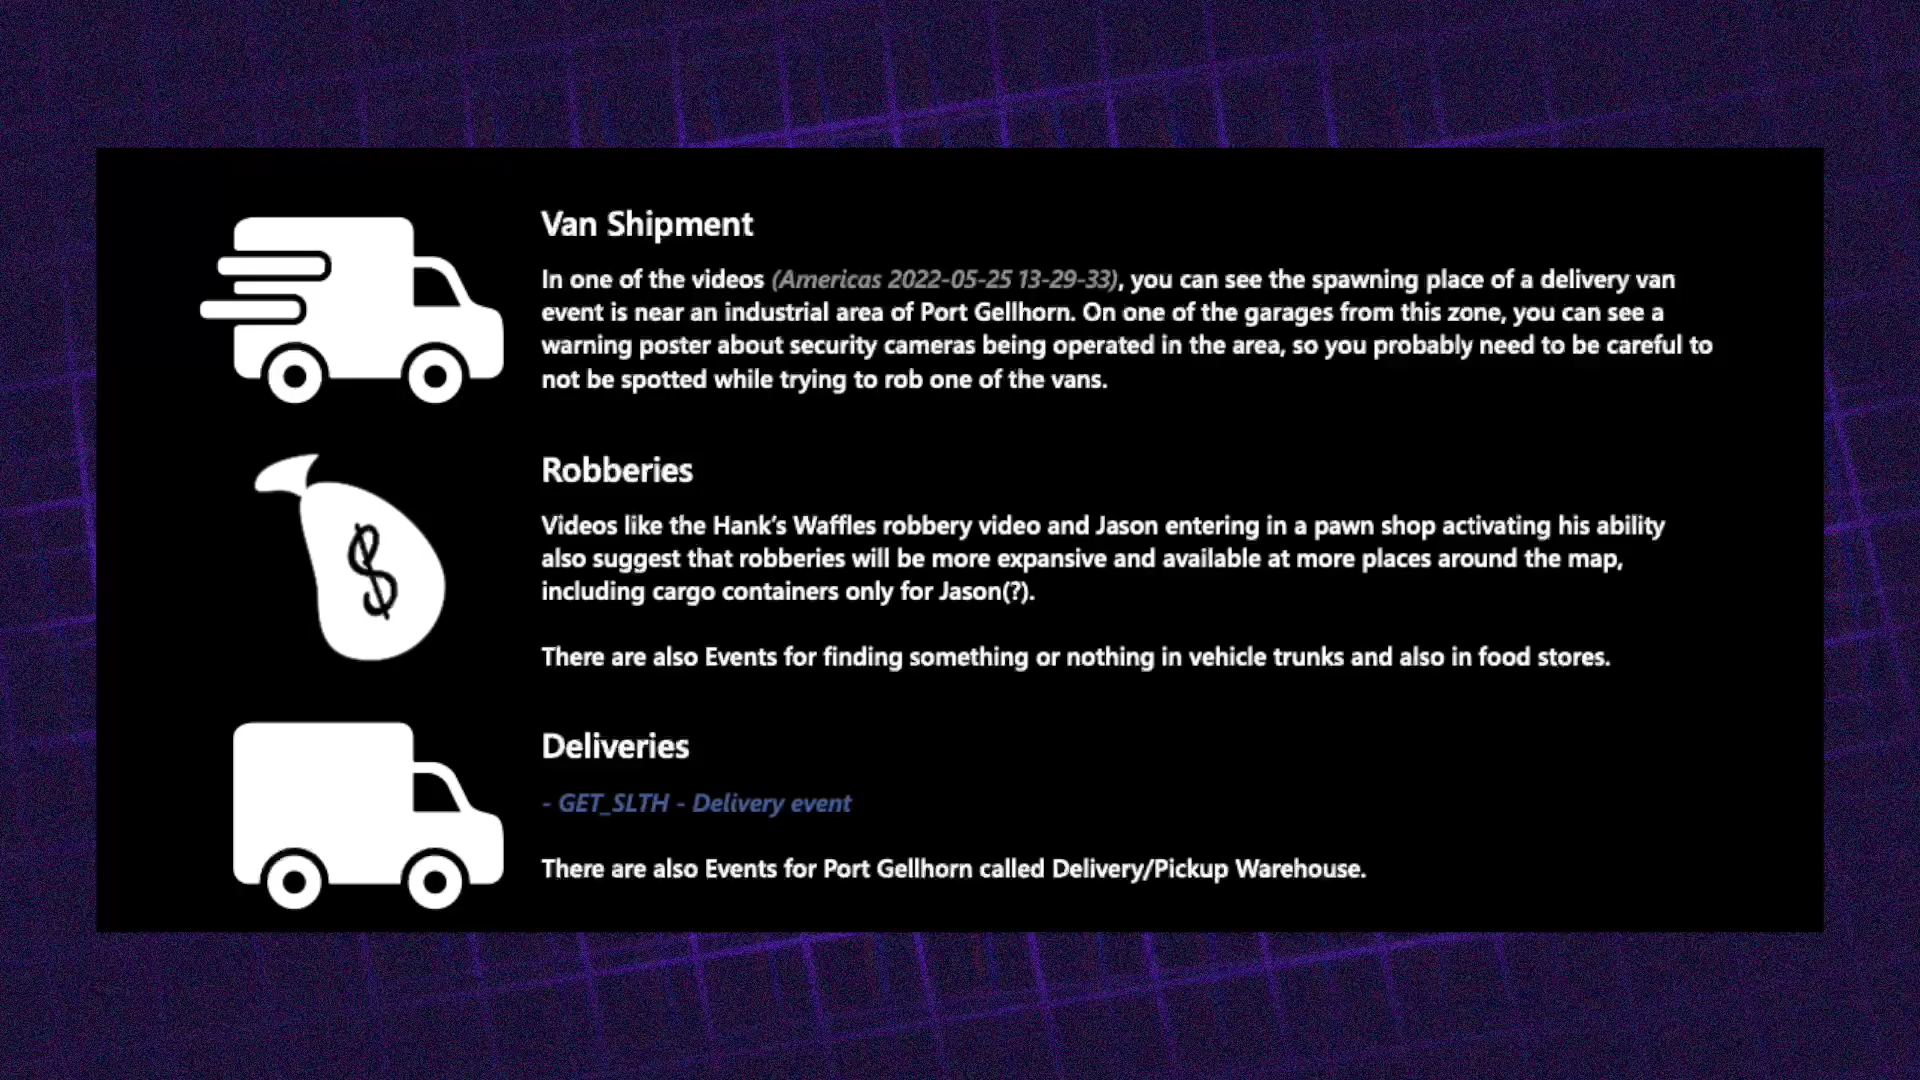 Van Shipment
In one of the videos (Americas 2022-05-25 13-29-33), you can see the spawning place of a delivery van
event is near an industrial area of Port Gellhorn. On one of the garages from this zone, you can see a
warning poster about security cameras being operated in the area, so you probably need to be careful to
not be spotted while trying to rob one of the vans.
$
Robberies
Videos like the Hank's Waffles robbery video and Jason entering in a pawn shop activating his ability
also suggest that robberies will be more expansive and available at more places around the map,
including cargo containers only for Jason(?).
There are also Events for finding something or nothing in vehicle trunks and also in food stores.
Deliveries
- GET_SLTH - Delivery event
There are also Events for Port Gellhorn called Delivery/Pickup Warehouse.